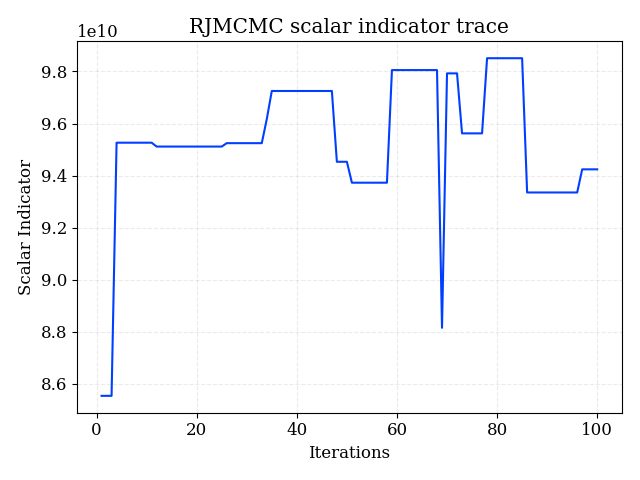 RJMCMC scalar indicator trace
1e10
Scalar Indicator
9.8
9.6
9.4
9.2
9.0
8.8
8.6
0 20 40 60 80 100
Iterations